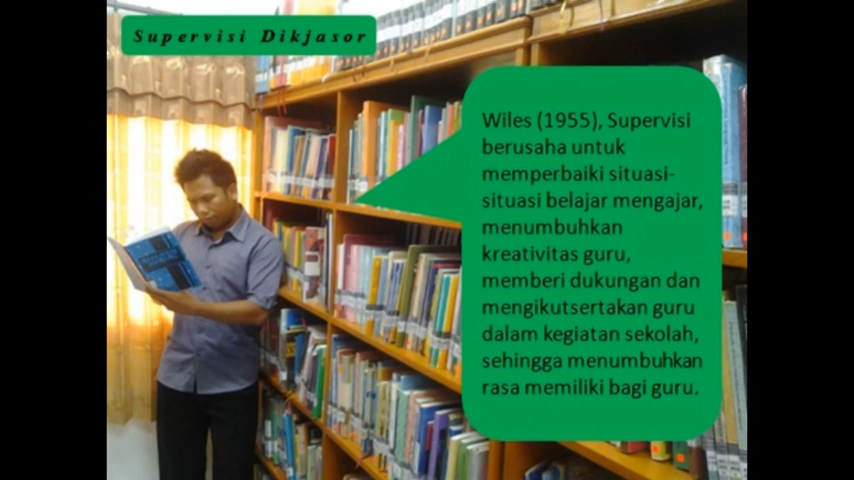 Supervisi Dikjasor
Wiles (1955), Supervisi
berusaha untuk
memperbaiki situasi-
situasi belajar mengajar,
menumbuhkan
kreativitas guru,
memberi dukungan dan
mengikutsertakan guru
dalam kegiatan sekolah,
sehingga menumbuhkan
rasa memiliki bagi guru.